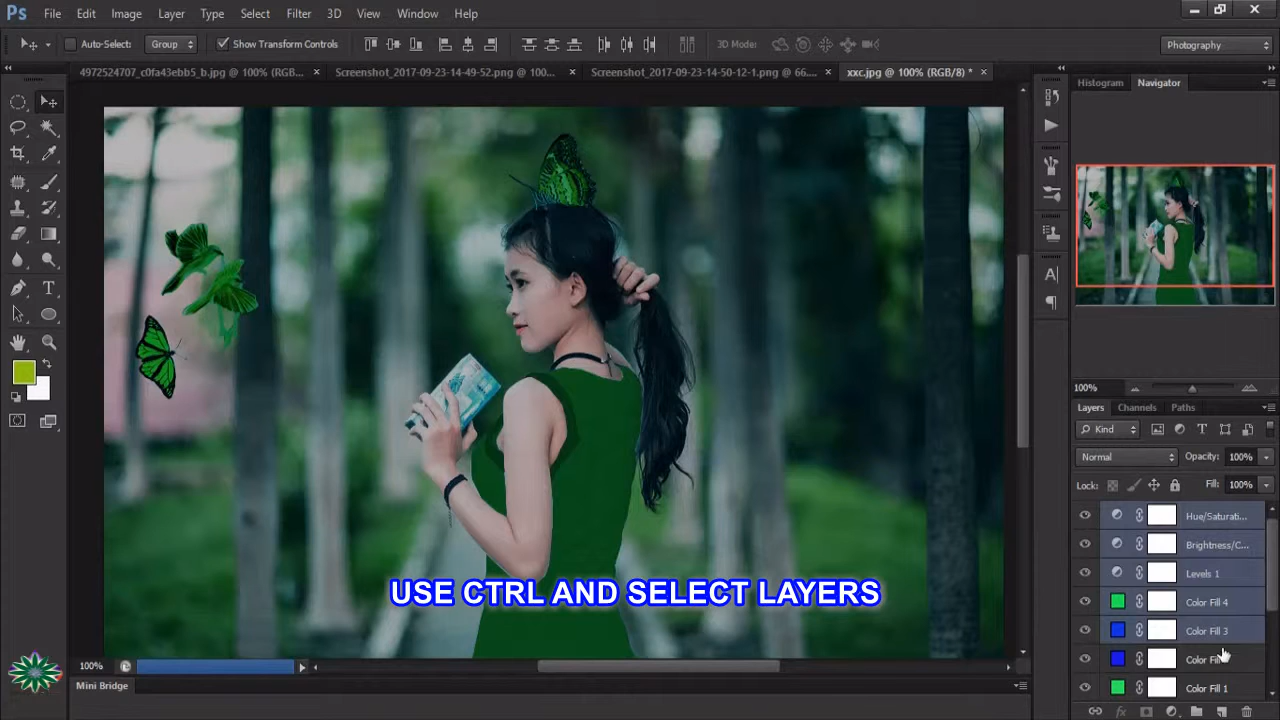 Ps File Edit Image Layer Type Select Filter 3D View Window Help
Auto-Select: Group Show Transform Controls 3D Mode: Photography
4972524707_c0fa43ebb5_b.jpg @ 100% (RGB... × Screenshot_2017-09-23-14-49-52.png @ 100... × Screenshot_2017-09-23-14-50-12-1.png @ 66.... × xxc.jpg @ 100% (RGB/8) * ×
Histogram Navigator
100%
Layers Channels Paths
Kind
Normal Opacity: 100%
Lock: Fill: 100%
Hue/Saturati...
Brightness/C...
Levels 1
Color Fill 4
Color Fill 3
Color Fill
Color Fill 1
USE CTRL AND SELECT LAYERS
100%
Mini Bridge
T
A